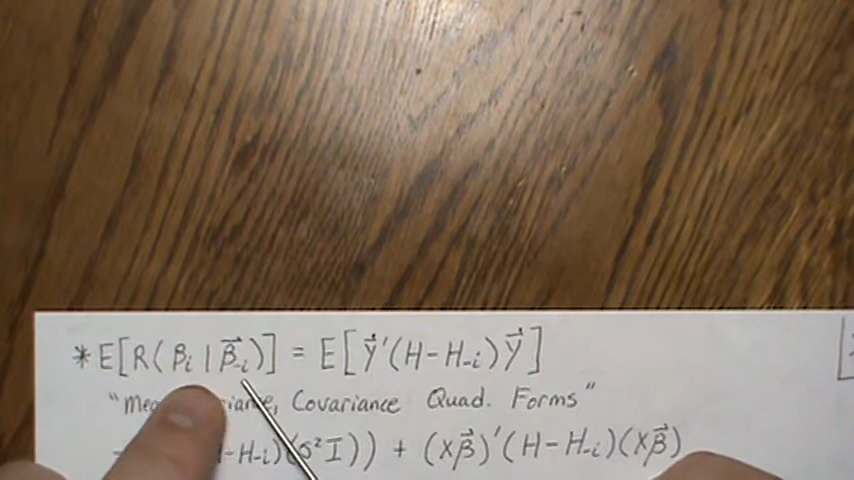 * E[R(βi | β⃗-i)] = E[Y⃗'(H-H-i)Y⃗]
" Covariance Quad. Forms"
-H-i)(σ²I)) + (Xβ⃗)'(H-H-i)(Xβ⃗)